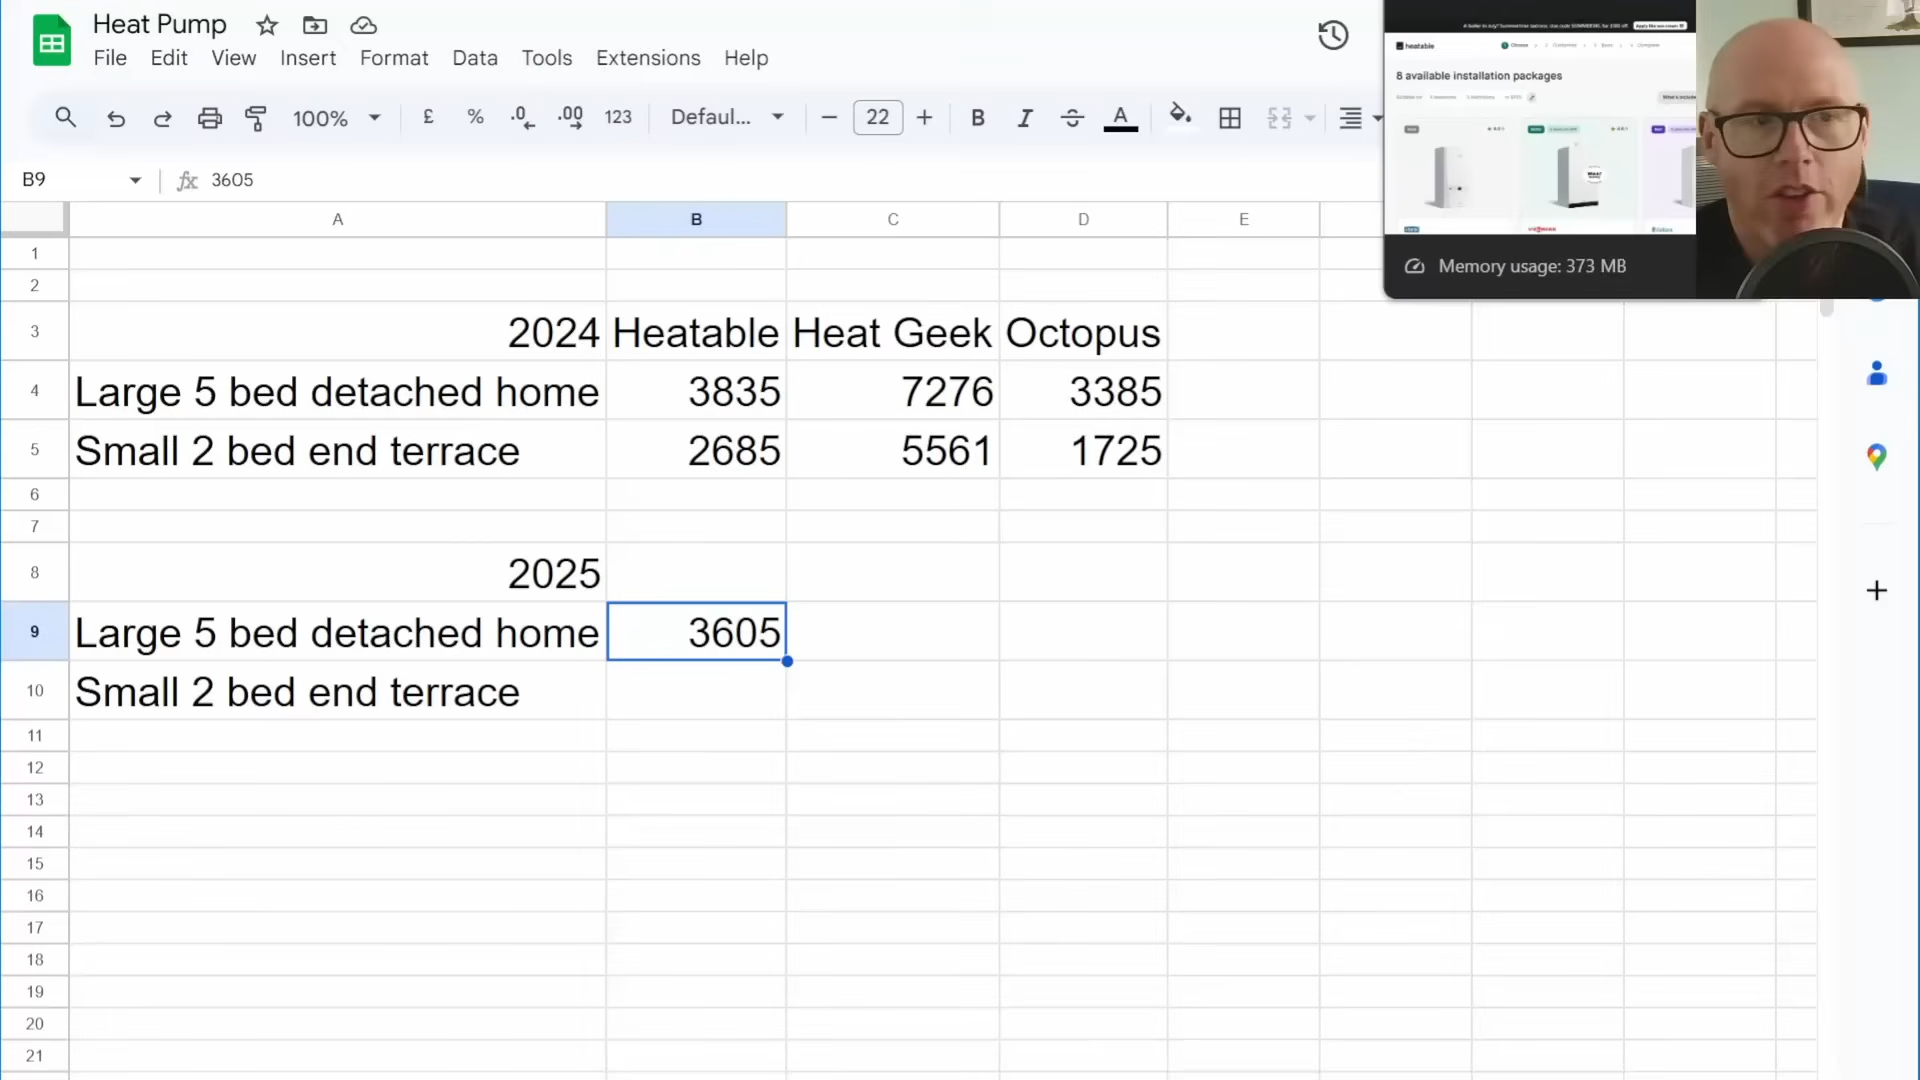 Heat Pump
File Edit View Insert Format Data Tools Extensions Help
100% £ % .0 .00 123 Defaul... 22 B I A
B9 fx 3605
A B C D E
1
2
3 2024 Heatable Heat Geek Octopus
4 Large 5 bed detached home 3835 7276 3385
5 Small 2 bed end terrace 2685 5561 1725
6
7
8 2025
9 Large 5 bed detached home 3605
10 Small 2 bed end terrace
11
12
13
14
15
16
17
18
19
20
21
heatable
8 available installation packages
Memory usage: 373 MB